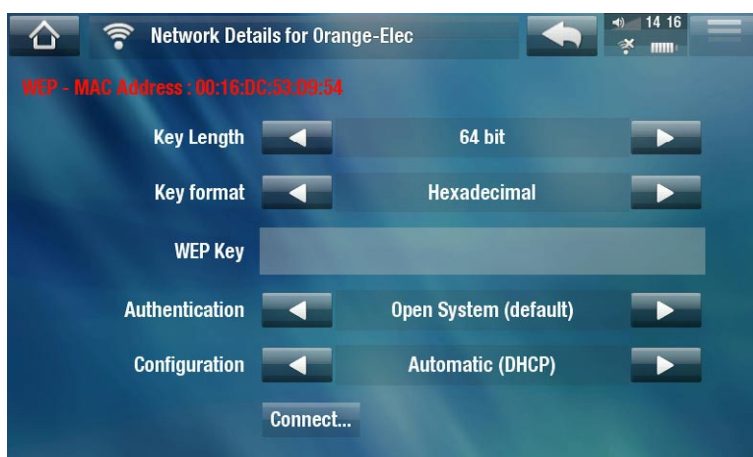 Network Details for Orange-Elec
14 16
WEP - MAC Address : 00:16:DC:53:D9:54
Key Length 64 bit
Key format Hexadecimal
WEP Key
Authentication Open System (default)
Configuration Automatic (DHCP)
Connect...